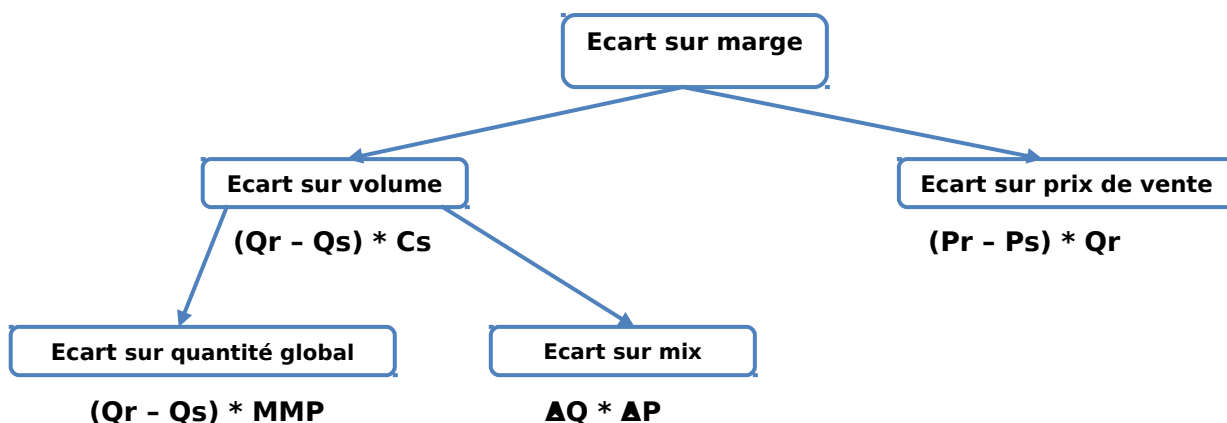 Ecart sur marge
Ecart sur volume
Ecart sur prix de vente
(Qr – Qs) * Cs
(Pr – Ps) * Qr
Ecart sur quantité global
Ecart sur mix
(Qr – Qs) * MMP
∆Q * ∆P